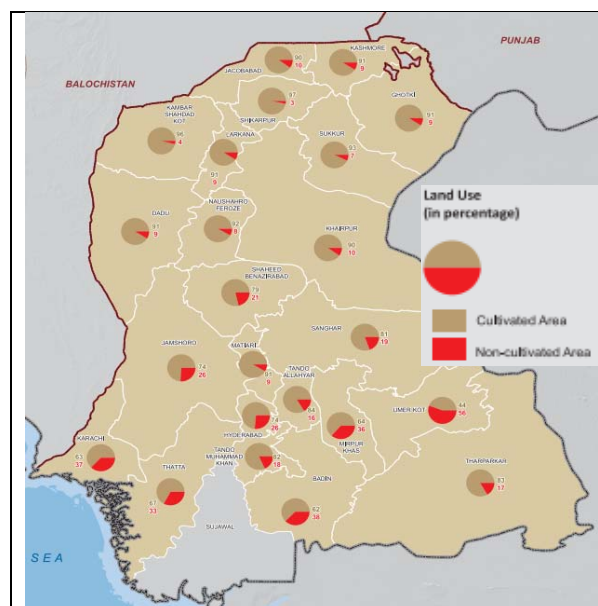 PUNJAB
BALOCHISTAN
KASHMORE
91
9
JACOBABAD
90
10
GHOTKI
91
9
KAMBAR
SHAHDAD
KOT
96
4
SHIKARPUR
97
3
LARKANA
91
9
SUKKUR
93
7
Land Use
(in percentage)
Cultivated Area
Non-cultivated Area
NAUSHAHRO
FEROZE
92
8
DADU
91
9
KHAIRPUR
90
10
SHAHEED
BENAZIRABAD
79
21
SANGHAR
81
19
JAMSHORO
74
26
MATIARI
91
9
TANDO
ALLAHYAR
84
16
UMERKOT
44
56
HYDERABAD
74
26
MIRPUR
KHAS
64
36
KARACHI
63
37
THATTA
67
33
TANDO
MUHAMMAD
KHAN
82
18
BADIN
62
38
THARPARKAR
83
17
SUJAWAL
SEA